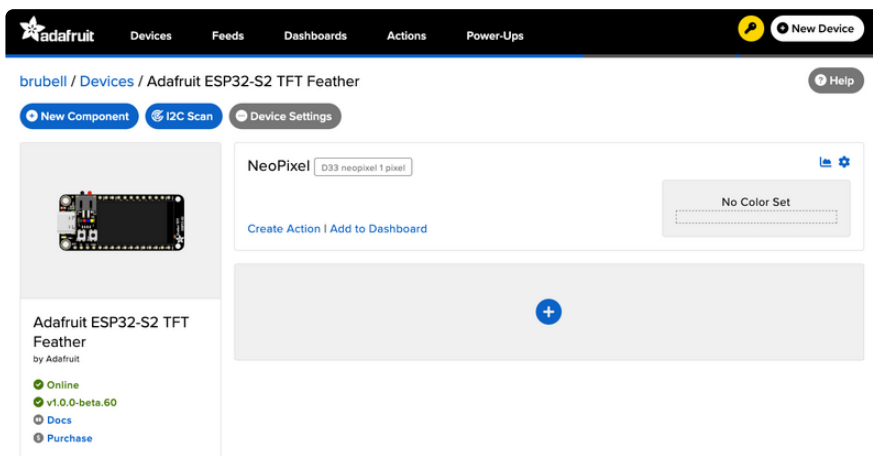 adafruit Devices Feeds Dashboards Actions Power-Ups New Device
brubell / Devices / Adafruit ESP32-S2 TFT Feather Help
New Component I2C Scan Device Settings
NeoPixel D33 neopixel 1 pixel
No Color Set
Create Action | Add to Dashboard
Adafruit ESP32-S2 TFT
Feather
by Adafruit
Online
v1.0.0-beta.60
Docs
Purchase